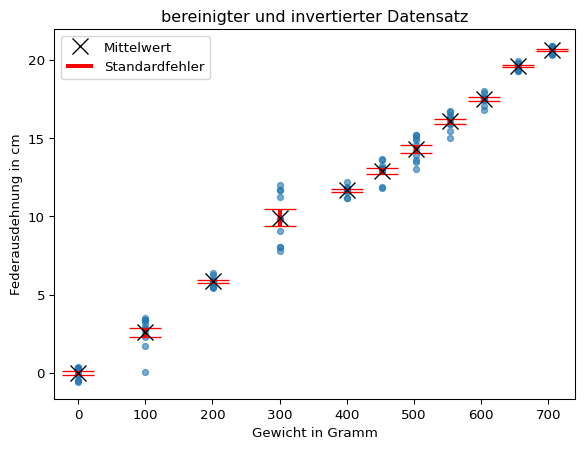 bereinigter und invertierter Datensatz
Mittelwert
Standardfehler
Federausdehnung in cm
20
15
10
5
0
0 100 200 300 400 500 600 700
Gewicht in Gramm